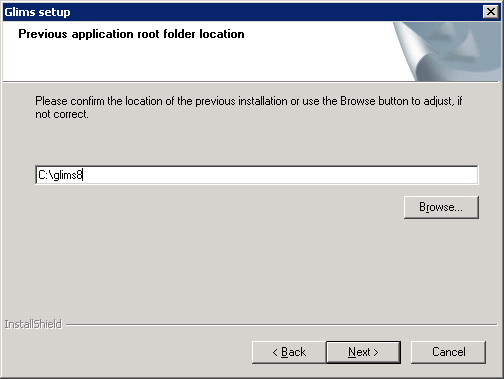 Glims setup
Previous application root folder location
Please confirm the location of the previous installation or use the Browse button to adjust, if
not correct.
C:\glims8
Browse...
InstallShield
< Back
Next >
Cancel